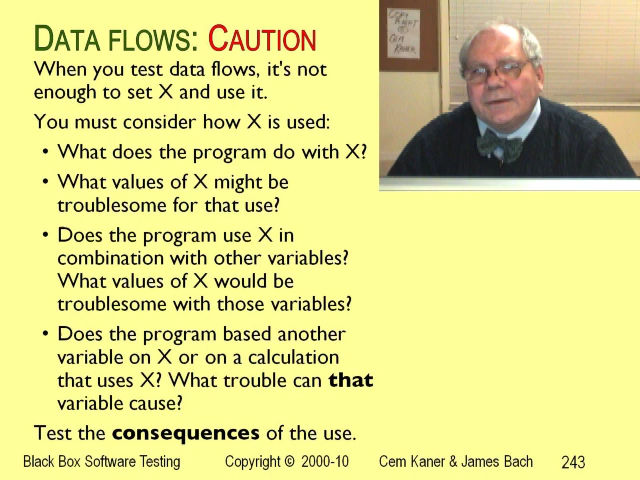 DATA FLOWS: CAUTION
When you test data flows, it's not
enough to set X and use it.
You must consider how X is used:
• What does the program do with X?
• What values of X might be
troublesome for that use?
• Does the program use X in
combination with other variables?
What values of X would be
troublesome with those variables?
• Does the program based another
variable on X or on a calculation
that uses X? What trouble can that
variable cause?
Test the consequences of the use.
Black Box Software Testing Copyright © 2000-10 Cem Kaner & James Bach 243
COPY
RIGHT
©
CEM
KANER